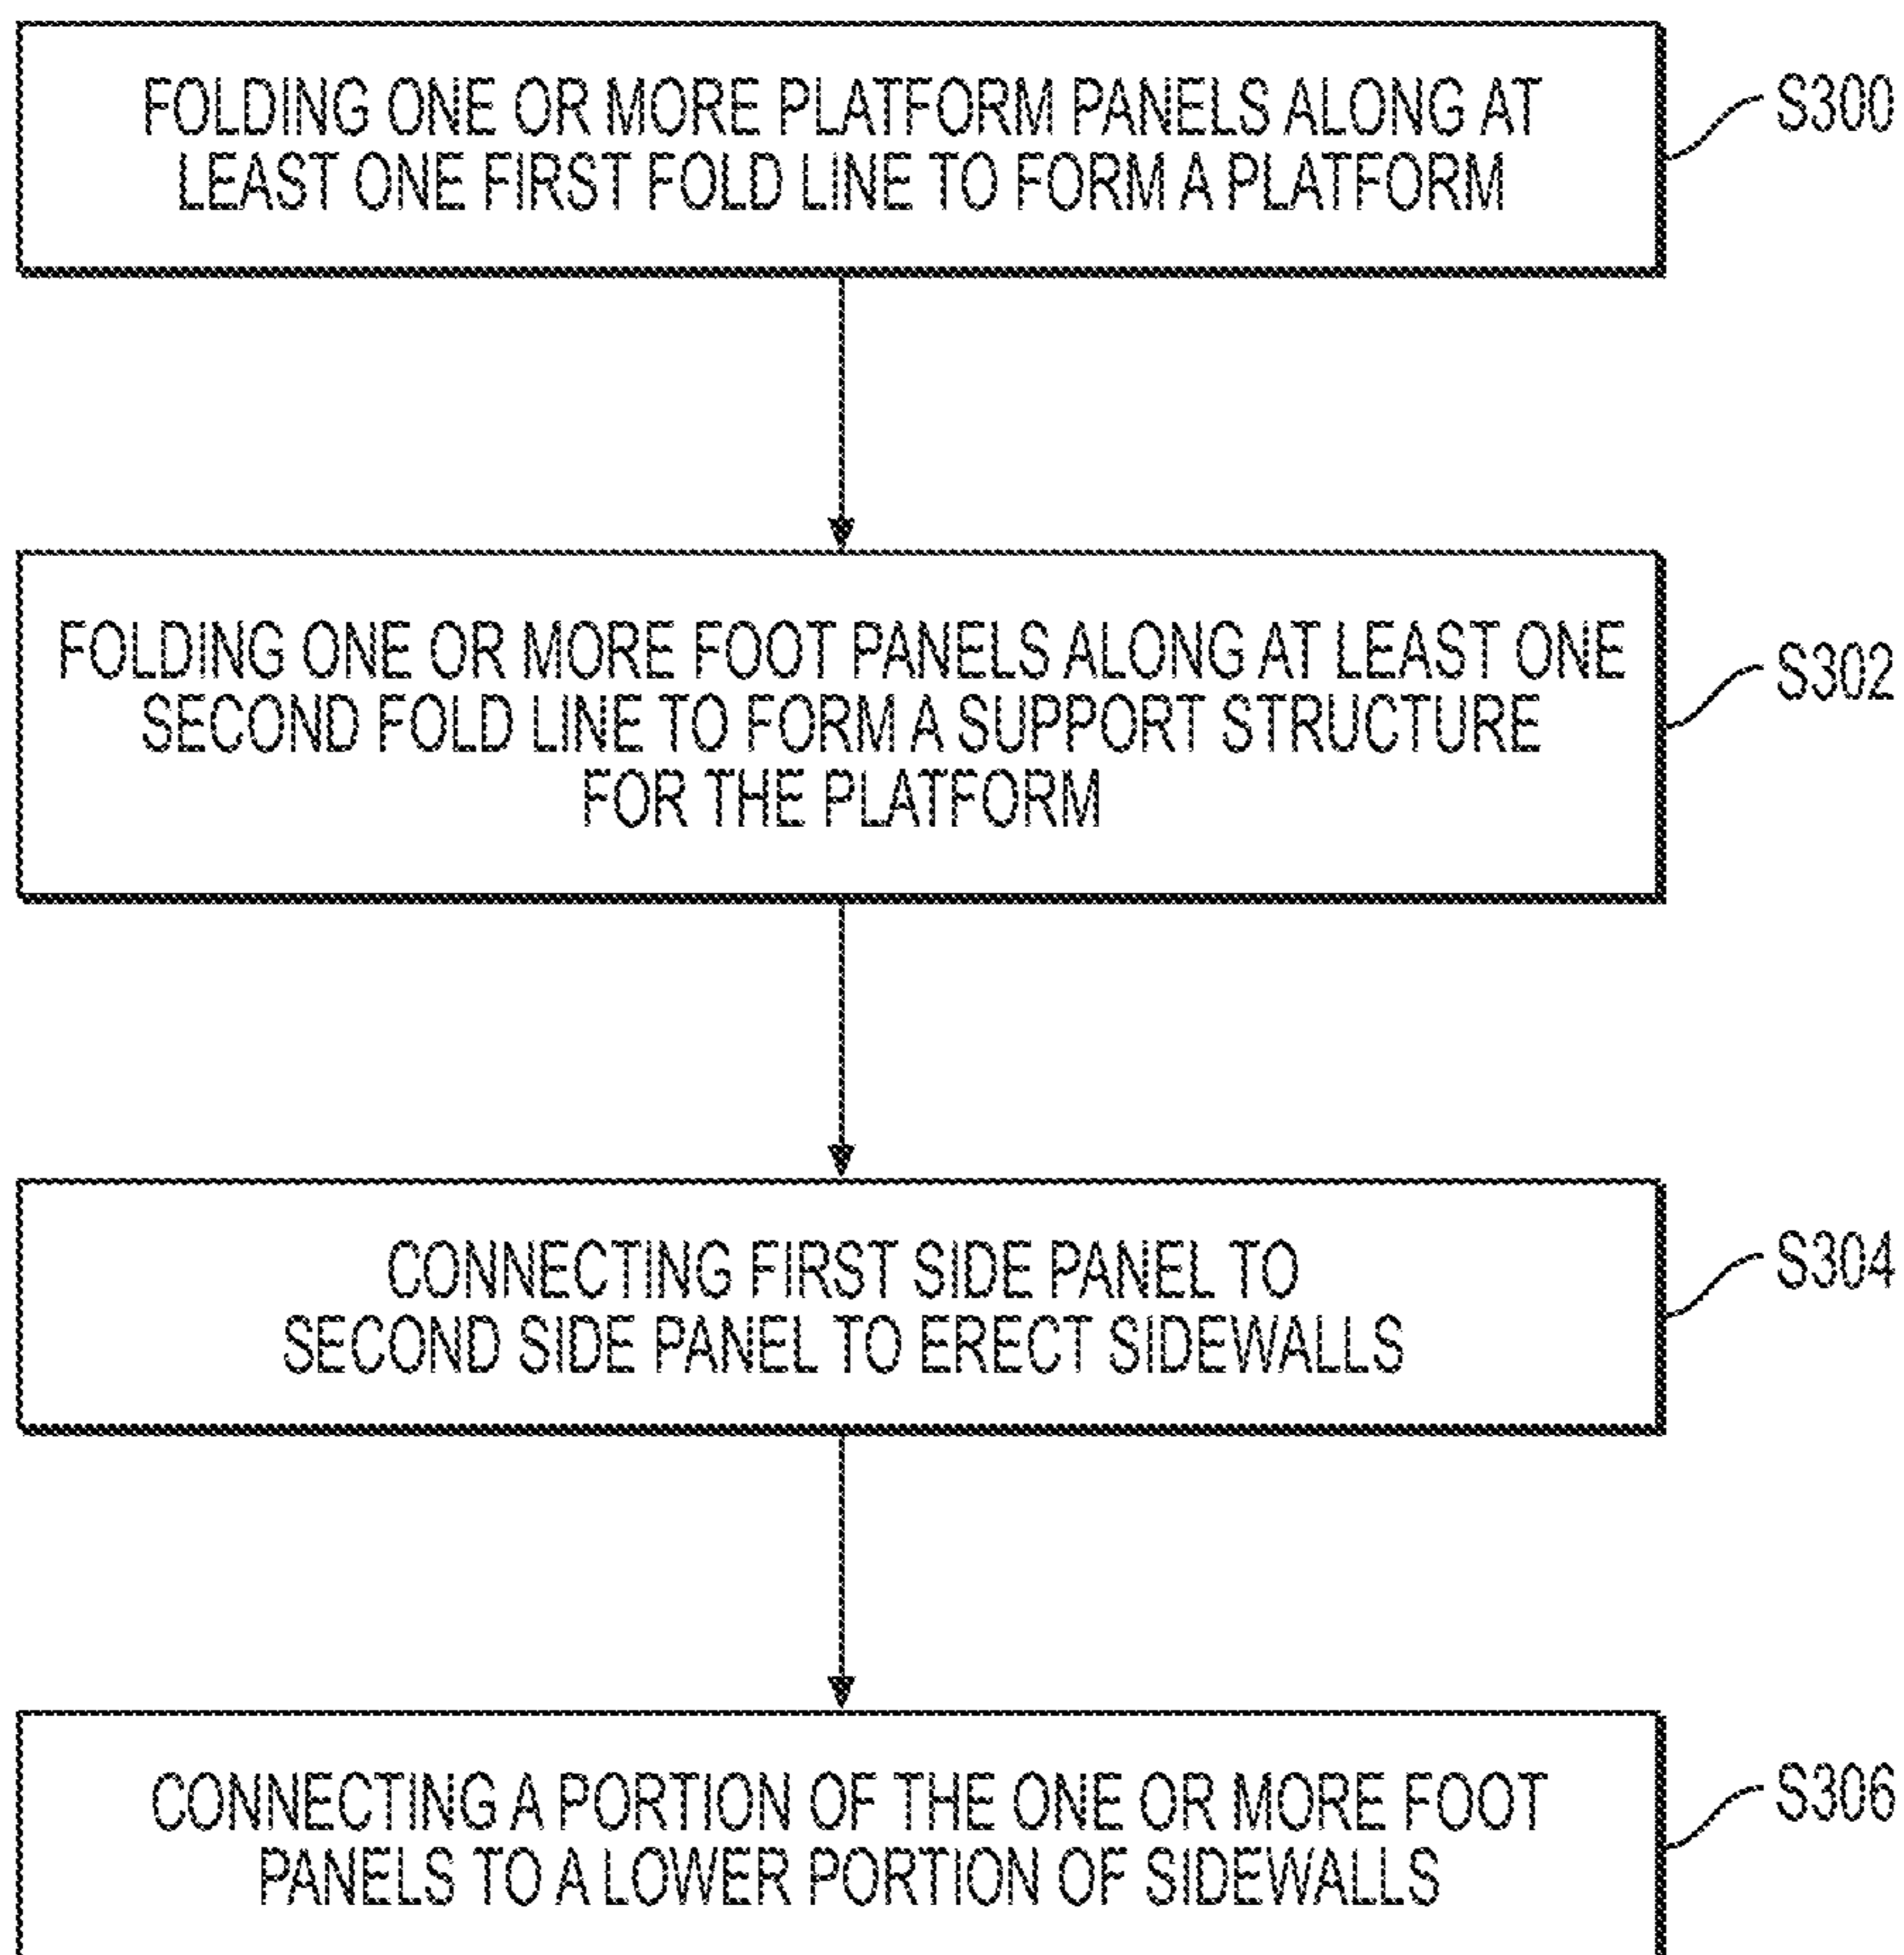 FOLDING ONE OR MORE PLATFORM PANELS ALONG AT
LEAST ONE FIRST FOLD LINE TO FORM A PLATFORM
S300
FOLDING ONE OR MORE FOOT PANELS ALONG AT LEAST ONE
SECOND FOLD LINE TO FORM A SUPPORT STRUCTURE
FOR THE PLATFORM
S302
CONNECTING FIRST SIDE PANEL TO
SECOND SIDE PANEL TO ERECT SIDEWALLS
S304
CONNECTING A PORTION OF THE ONE OR MORE FOOT
PANELS TO A LOWER PORTION OF SIDEWALLS
S306